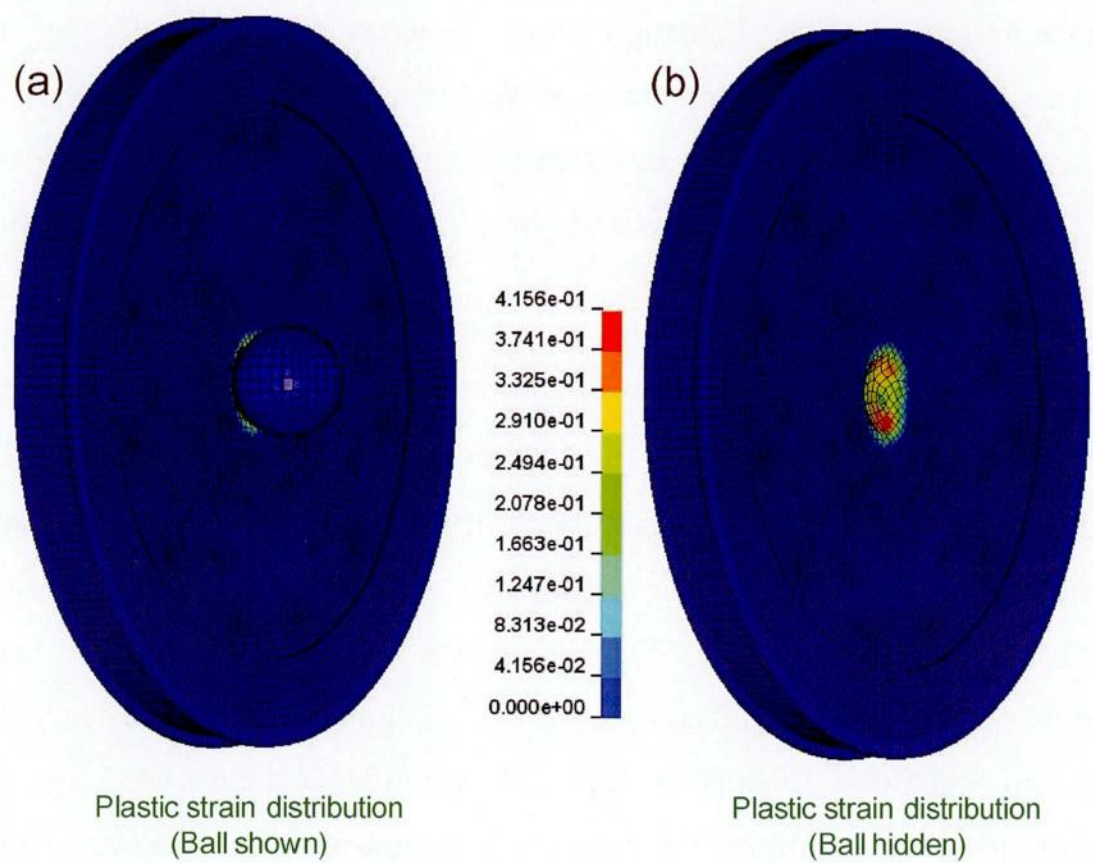 (a)
(b)
4.156e-01
3.741e-01
3.325e-01
2.910e-01
2.494e-01
2.078e-01
1.663e-01
1.247e-01
8.313e-02
4.156e-02
0.000e+00
Plastic strain distribution
(Ball shown)
Plastic strain distribution
(Ball hidden)